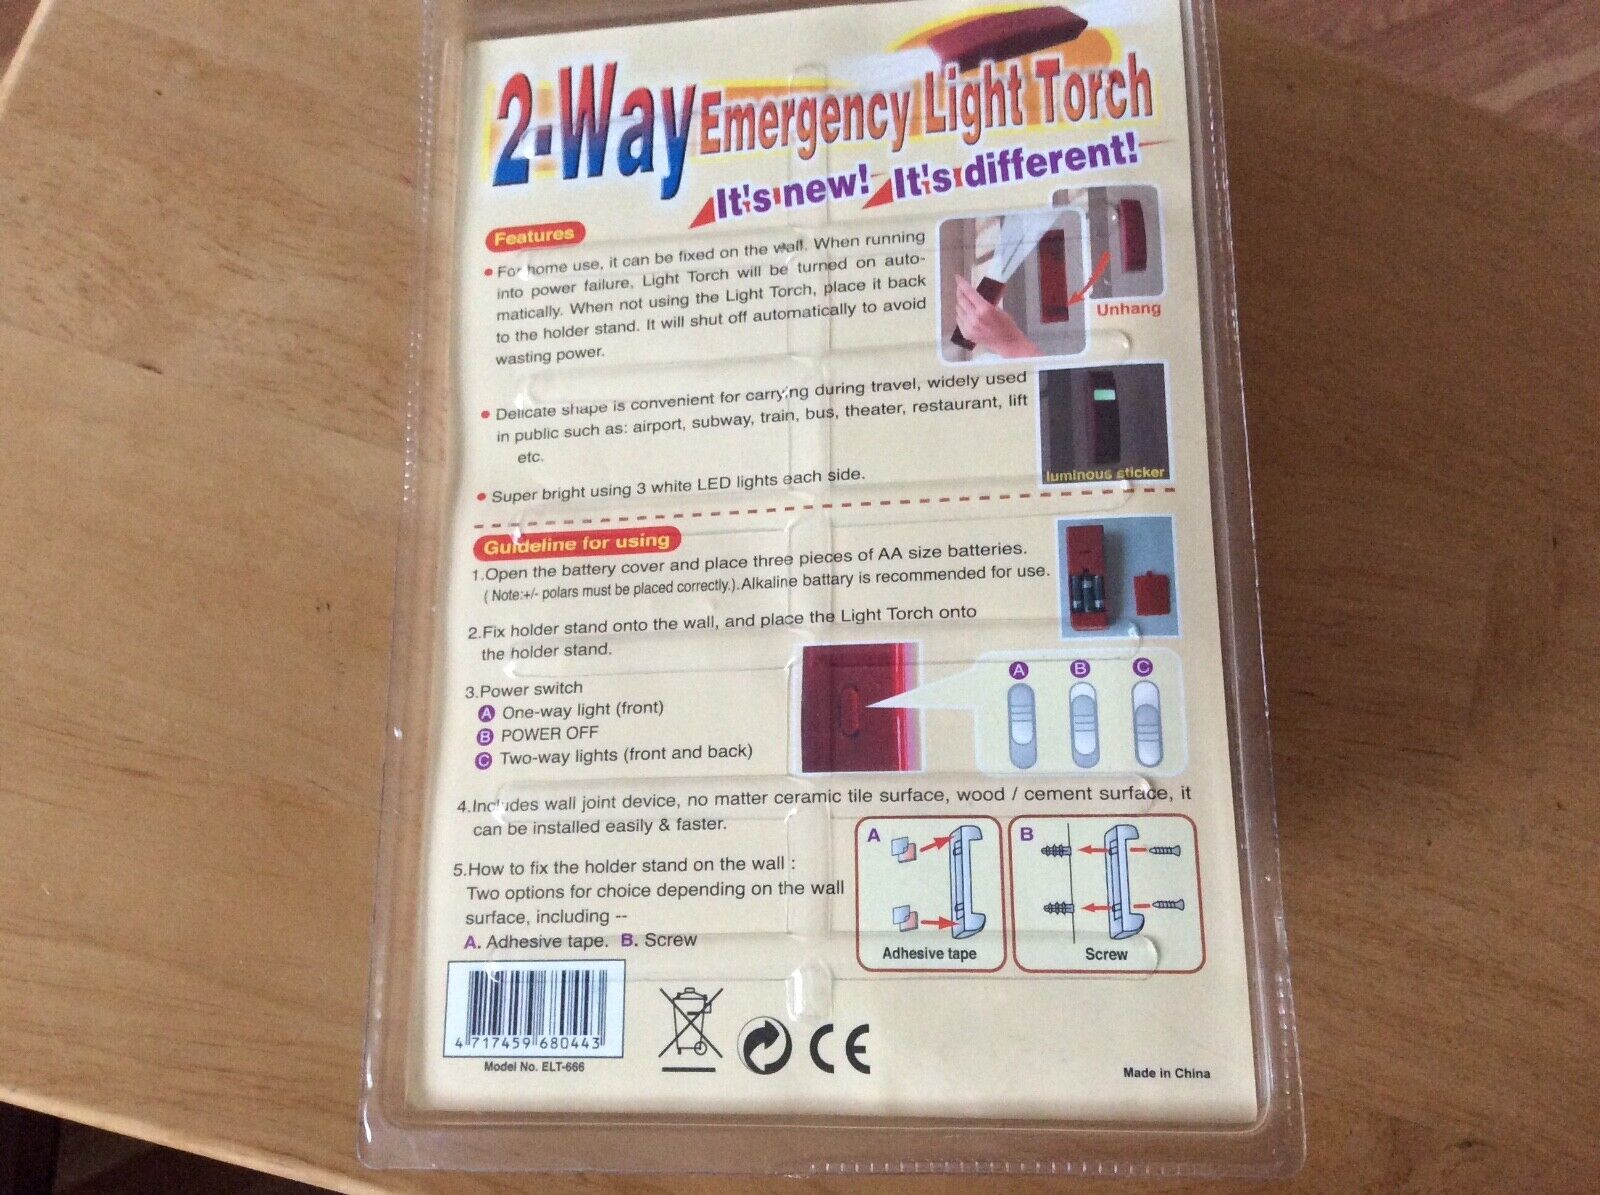 2-Way Emergency Light Torch
It's new! It's different!
Features
• For home use, it can be fixed on the wall. When running
into power failure, Light Torch will be turned on auto-
matically. When not using the Light Torch, place it back
to the holder stand. It will shut off automatically to avoid
wasting power.
Unhang
• Delicate shape is convenient for carrying during travel, widely used
in public such as: airport, subway, train, bus, theater, restaurant, lift
etc.
luminous sticker
• Super bright using 3 white LED lights each side.
Guideline for using
1.Open the battery cover and place three pieces of AA size batteries.
( Note:+/- polars must be placed correctly.).Alkaline battary is recommended for use.
2.Fix holder stand onto the wall, and place the Light Torch onto
the holder stand.
3.Power switch
A One-way light (front)
B POWER OFF
C Two-way lights (front and back)
A B C
4.Includes wall joint device, no matter ceramic tile surface, wood / cement surface, it
can be installed easily & faster.
5.How to fix the holder stand on the wall :
Two options for choice depending on the wall
surface, including --
A. Adhesive tape. B. Screw
A
Adhesive tape
B
Screw
4 717459 680443
Model No. ELT-666
CE
Made in China